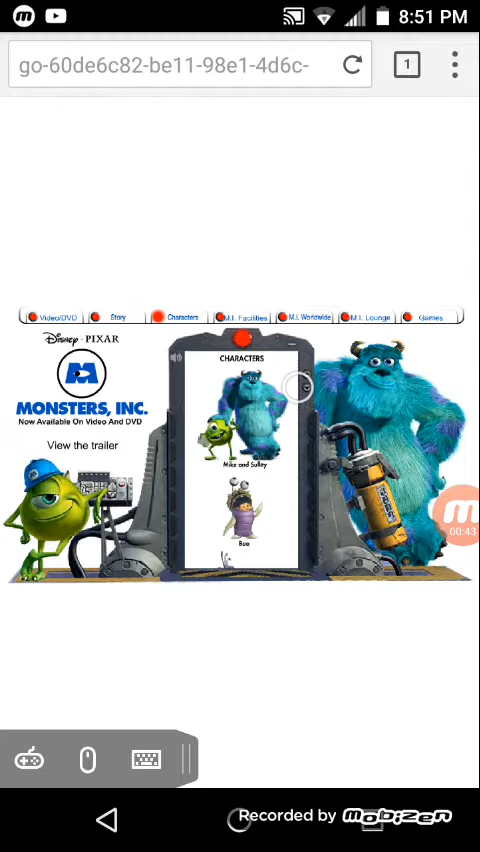 8:51 PM
go-60de6c82-be11-98e1-4d6c-
1
Video/DVD Story Characters M.I. Facilities M.I. Worldwide M.I. Lounge Games
Disney · PIXAR
MONSTERS, INC.
Now Available On Video And DVD
View the trailer
CHARACTERS
Mike and Sulley
Boo
00:43
Recorded by MOBIZEN